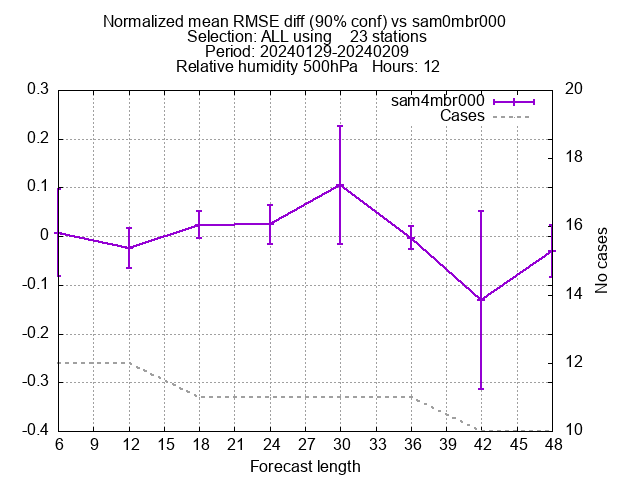 Normalized mean RMSE diff (90% conf) vs sam0mbr000
Selection: ALL using    23 stations
Period: 20240129-20240209
Relative humidity 500hPa   Hours: 12
0.3
0.2
0.1
0
-0.1
-0.2
-0.3
-0.4
sam4mbr000
Cases
20
18
16
14
12
10
No cases
6 9 12 15 18 21 24 27 30 33 36 39 42 45 48
Forecast length